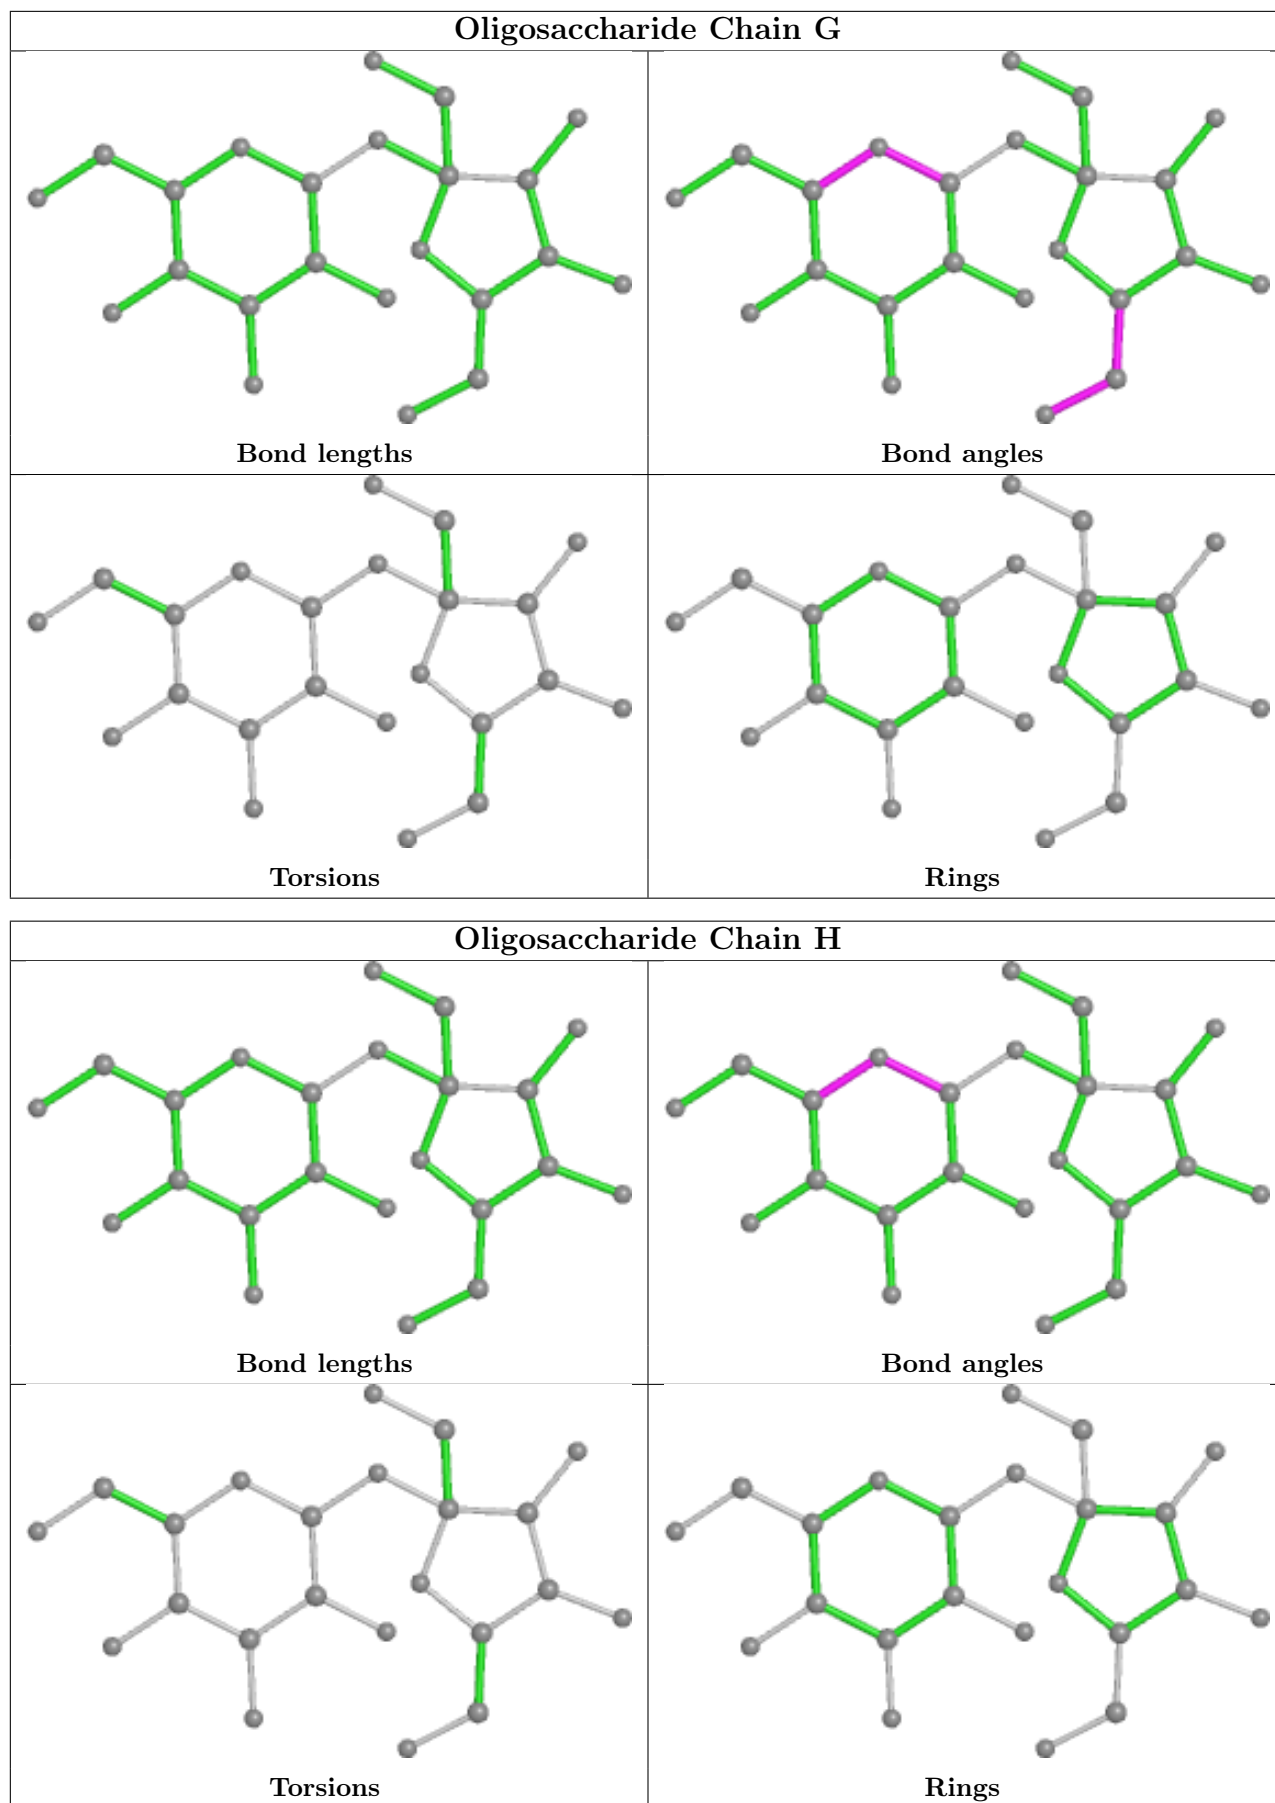 Oligosaccharide Chain G
Bond lengths
Bond angles
Torsions
Rings
Oligosaccharide Chain H
Bond lengths
Bond angles
Torsions
Rings